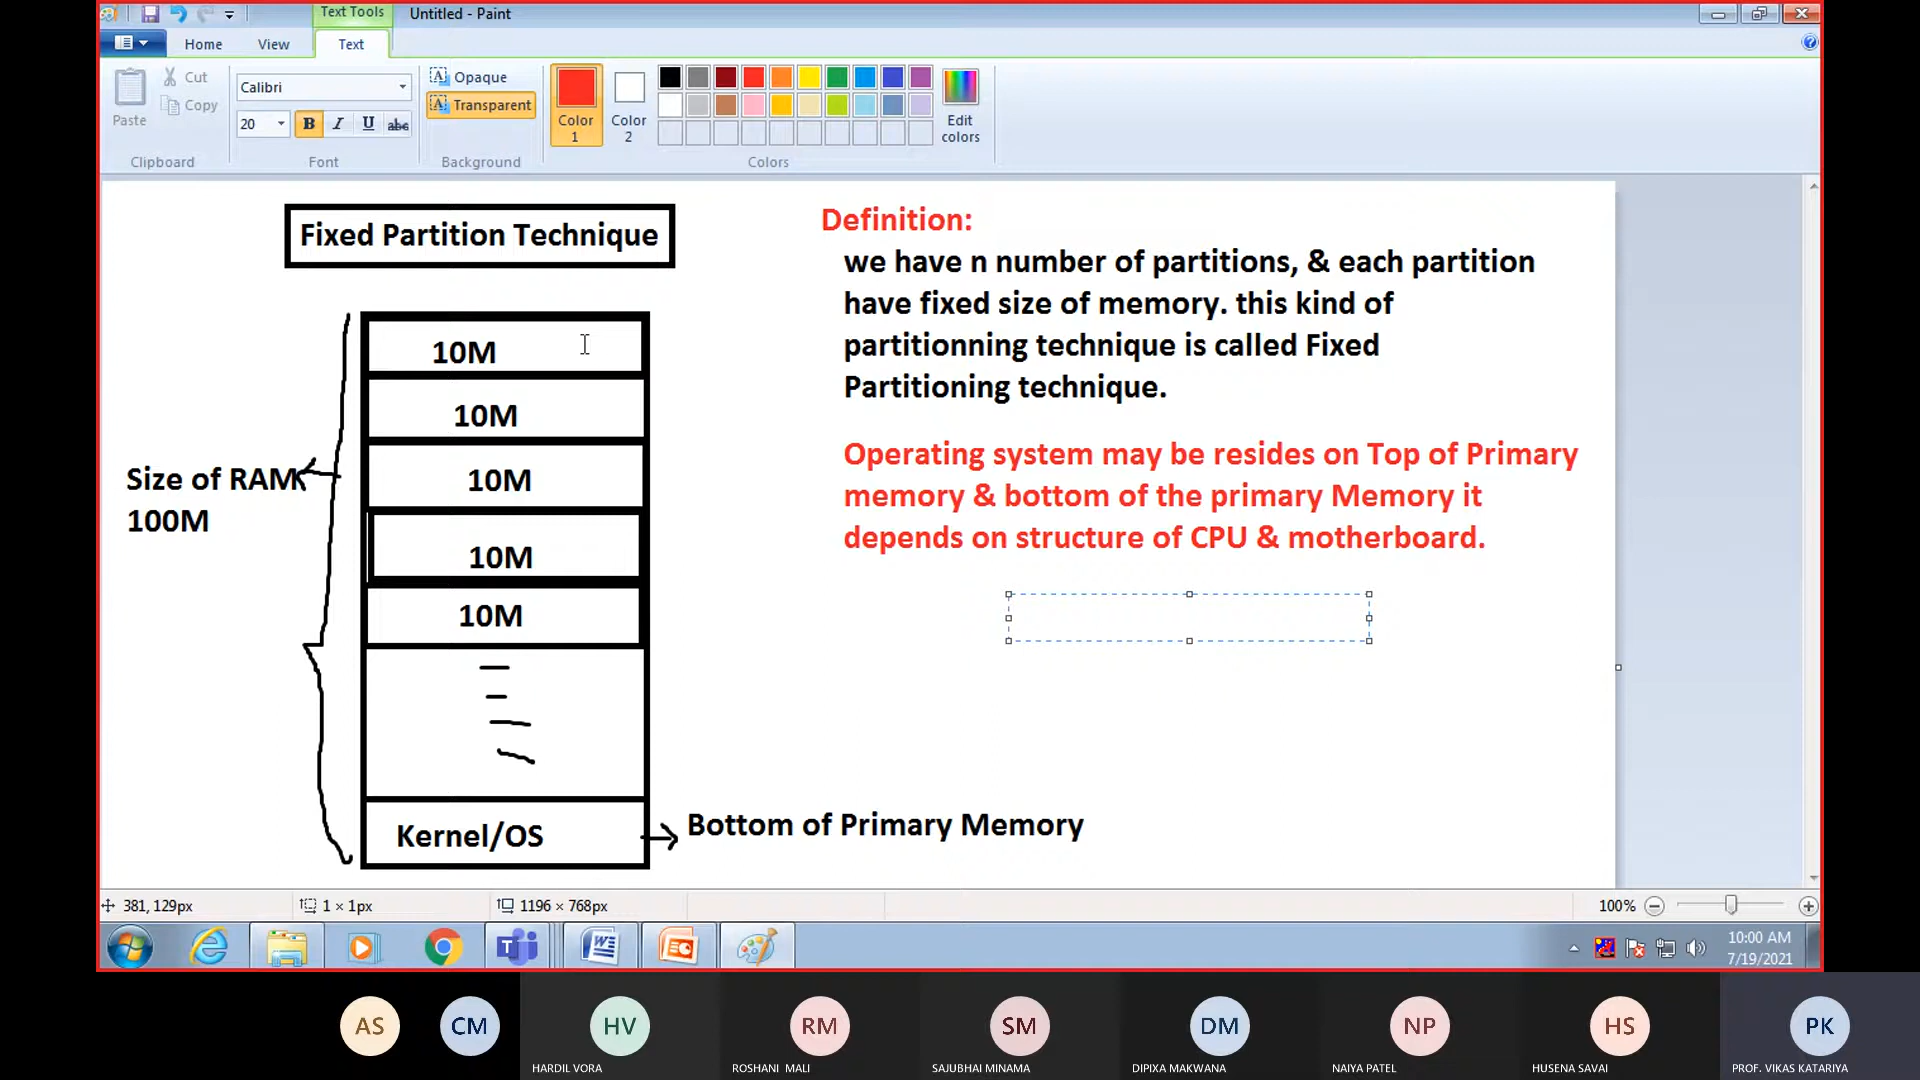 Text Tools
Untitled - Paint
Home
View
Text
Paste
Cut
Copy
Clipboard
Calibri
20
B
I
U
abc
Font
A Opaque
A Transparent
Background
Color
1
Color
2
Edit
colors
Colors
Fixed Partition Technique
10M
10M
10M
10M
10M
Kernel/OS
Size of RAM
100M
Bottom of Primary Memory
Definition:
we have n number of partitions, & each partition
have fixed size of memory. this kind of
partitionning technique is called Fixed
Partitioning technique.
Operating system may be resides on Top of Primary
memory & bottom of the primary Memory it
depends on structure of CPU & motherboard.
381, 129px
1 × 1px
1196 × 768px
100%
10:00 AM
7/19/2021
AS
CM
HV
RM
SM
DM
NP
HS
PK
HARDIL VORA
ROSHANI MALI
SAJUBHAI MINAMA
DIPIXA MAKWANA
NAIYA PATEL
HUSENA SAVAI
PROF. VIKAS KATARIYA